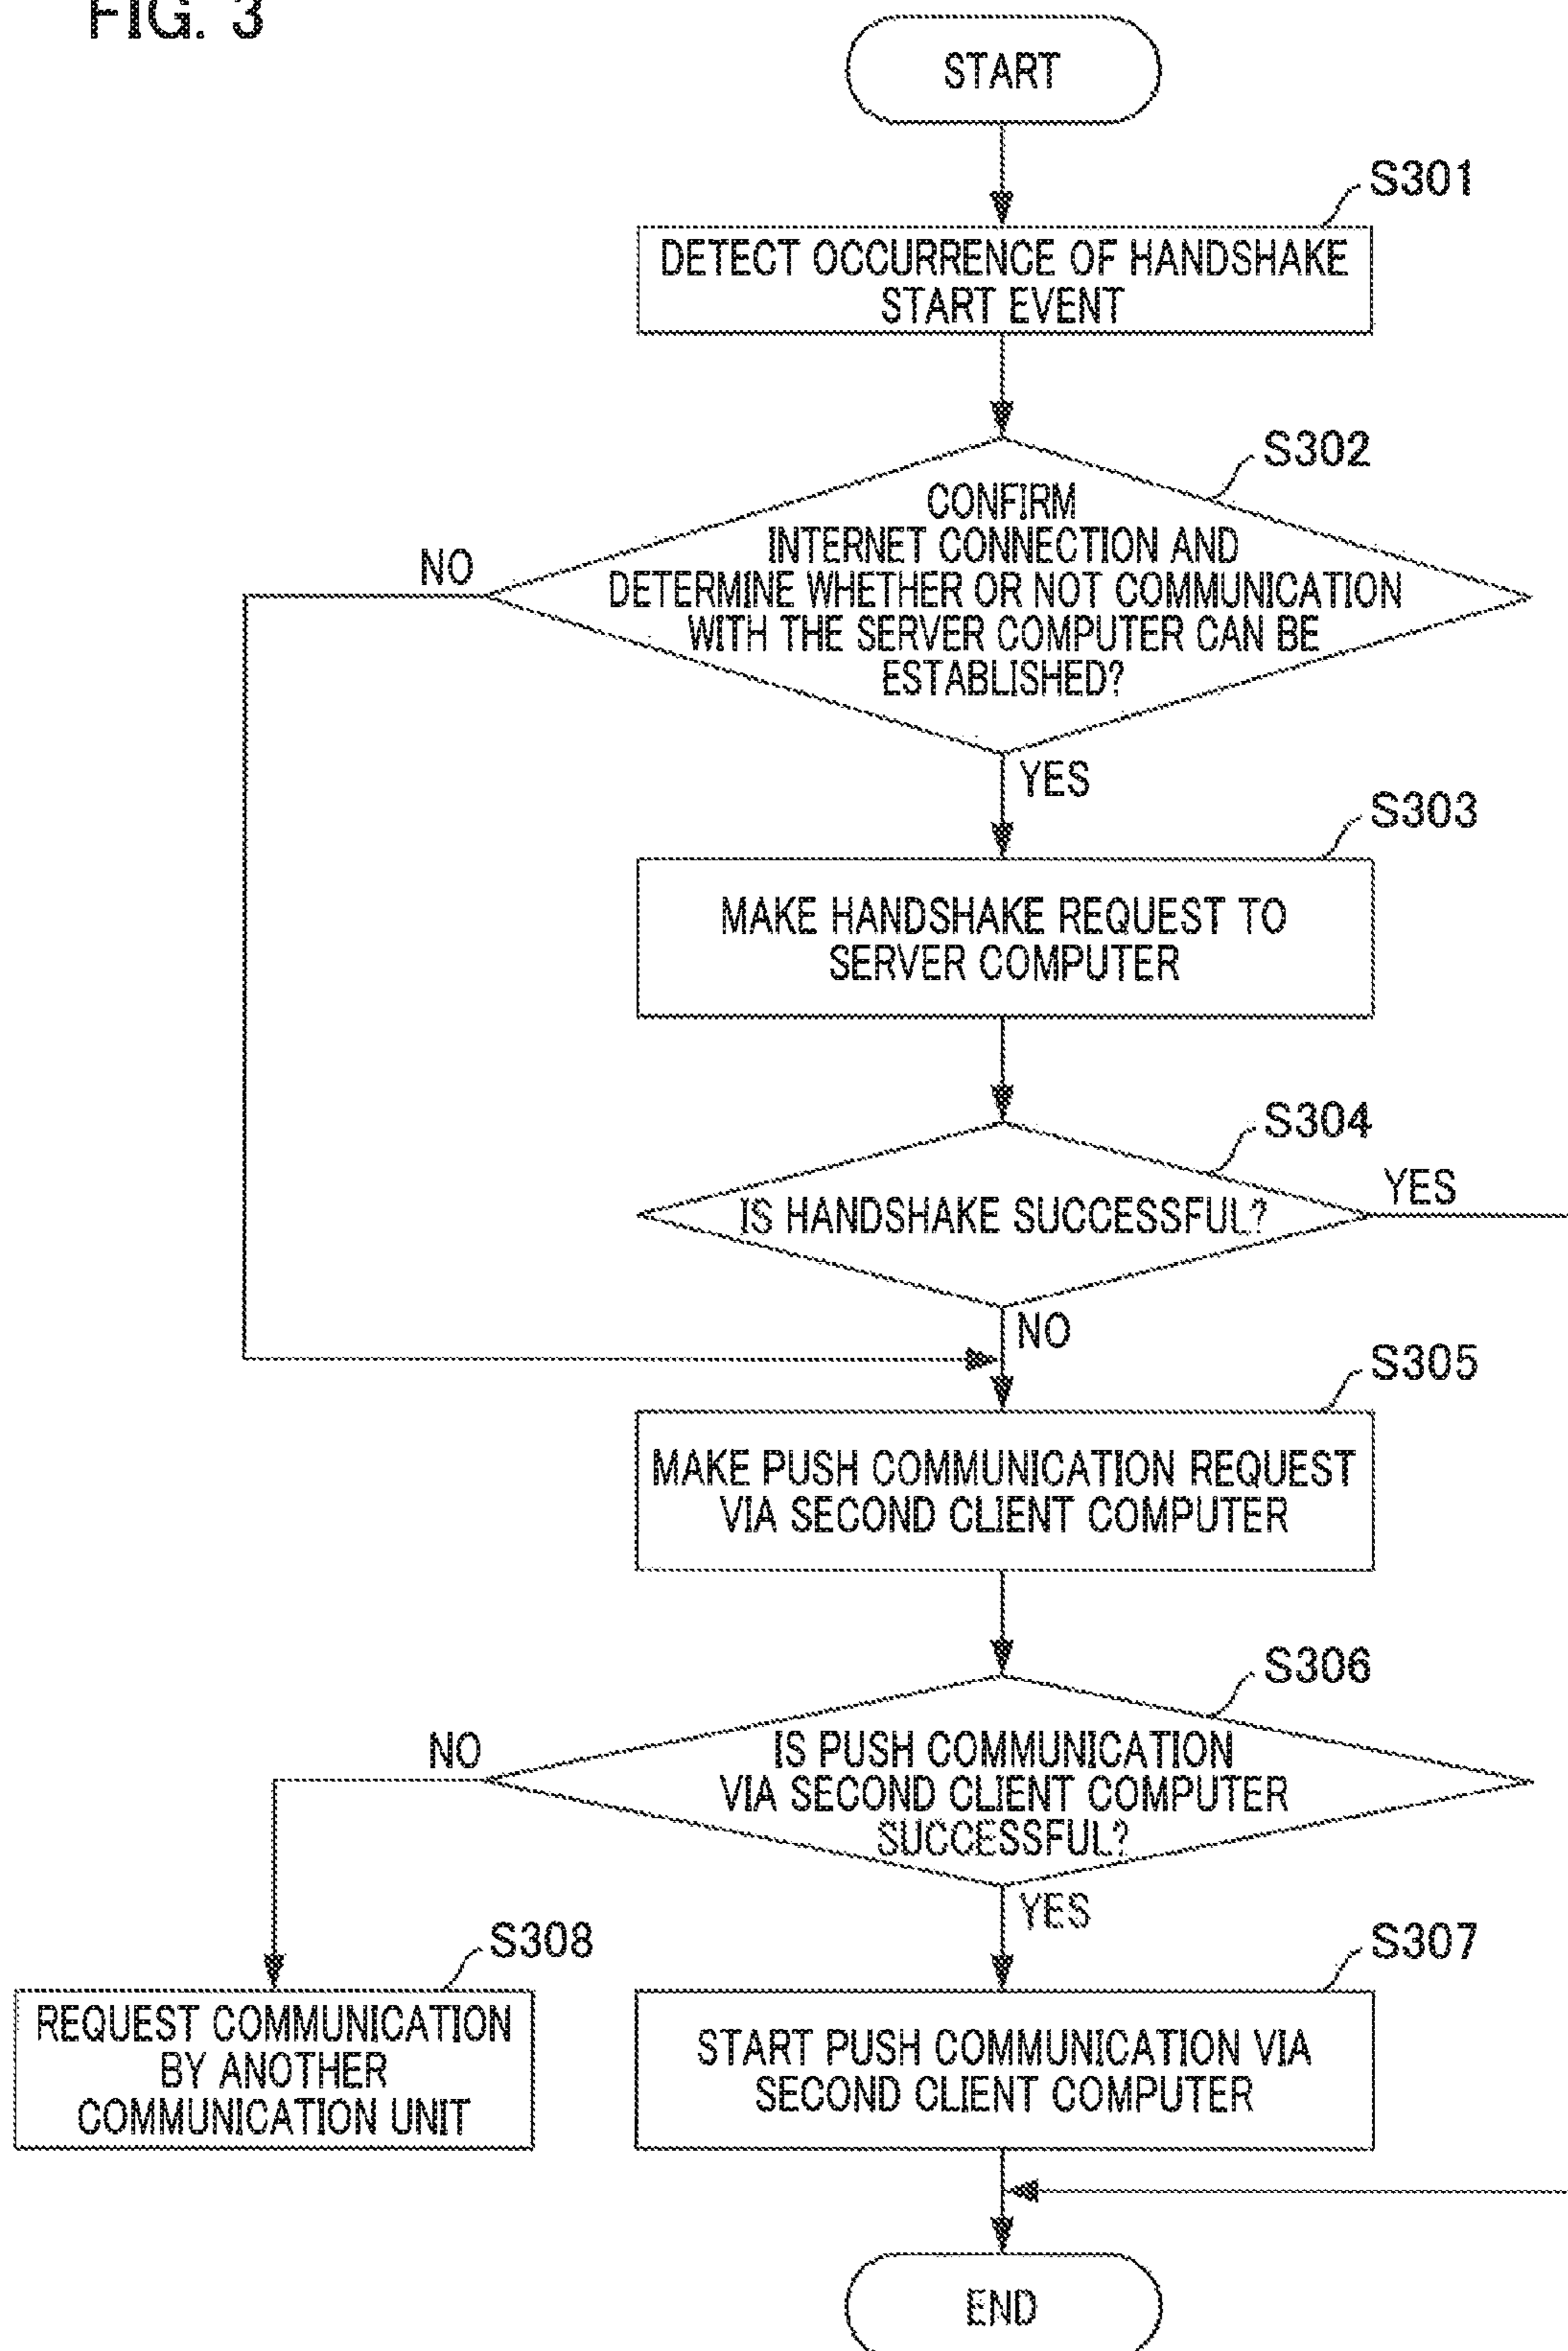 FIG. 3
START
S301
DETECT OCCURRENCE OF HANDSHAKE
START EVENT
S302
CONFIRM
INTERNET CONNECTION AND
DETERMINE WHETHER OR NOT COMMUNICATION
WITH THE SERVER COMPUTER CAN BE
ESTABLISHED?
NO
YES
S303
MAKE HANDSHAKE REQUEST TO
SERVER COMPUTER
S304
IS HANDSHAKE SUCCESSFUL?
YES
NO
S305
MAKE PUSH COMMUNICATION REQUEST
VIA SECOND CLIENT COMPUTER
S306
IS PUSH COMMUNICATION
VIA SECOND CLIENT COMPUTER
SUCCESSFUL?
NO
YES
S308
REQUEST COMMUNICATION
BY ANOTHER
COMMUNICATION UNIT
S307
START PUSH COMMUNICATION VIA
SECOND CLIENT COMPUTER
END